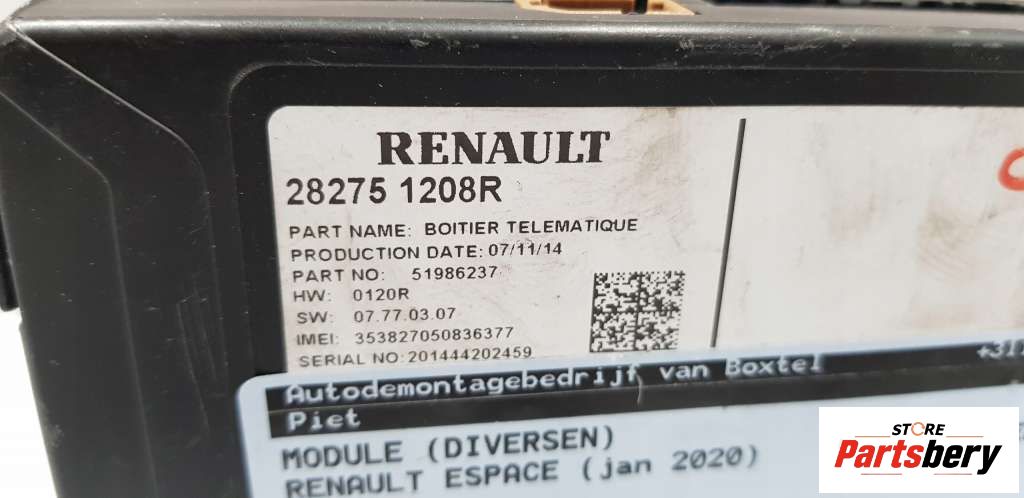 RENAULT
28275 1208R
PART NAME: BOITIER TELEMATIQUE
PRODUCTION DATE: 07/11/14
PART NO: 51986237
HW: 0120R
SW: 07.77.03.07
IMEI: 353827050836377
SERIAL NO: 201444202459
Autodemontagebedrijf van Boxtel
Piet
MODULE (DIVERSEN)
RENAULT ESPACE (jan 2020)
STORE
Partsbery